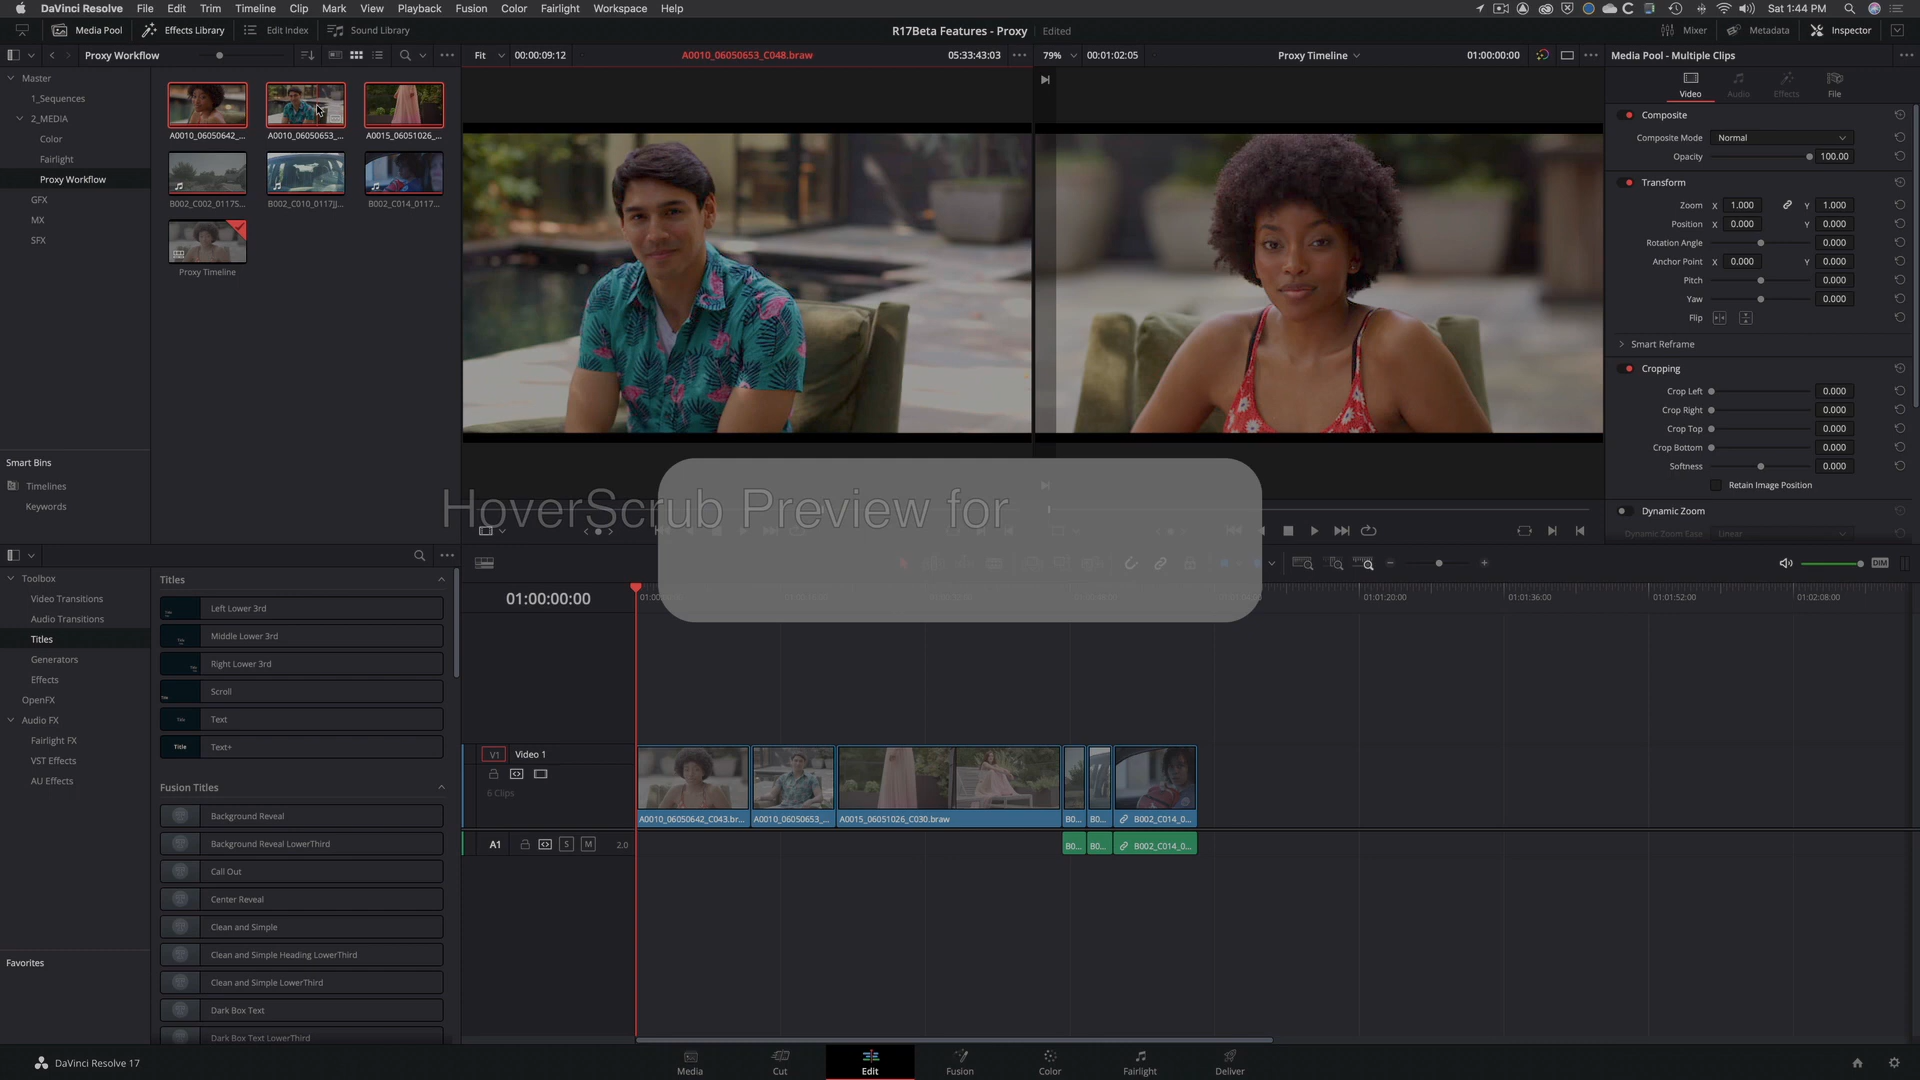 DaVinci Resolve File Edit Trim Timeline Clip Mark View Playback Fusion Color Fairlight Workspace Help Sat 1:44 PM
Media Pool Effects Library Edit Index Sound Library R17Beta Features - Proxy Edited Mixer Metadata Inspector
Proxy Workflow Fit 00:00:09:12 A0010_06050653_C048.braw 05:33:43:03 79% 00:01:02:05 Proxy Timeline 01:00:00:00 Media Pool - Multiple Clips
Master
1_Sequences
2_MEDIA
Color
Fairlight
Proxy Workflow
GFX
MX
SFX
A0010_06050642_... A0010_06050653_... A0015_06051026_...
B002_C002_0117S... B002_C010_0117JJ... B002_C014_0117...
Proxy Timeline
Video Audio Effects File
Composite
Composite Mode Normal
Opacity 100.00
Transform
Zoom X 1.000 Y 1.000
Position X 0.000 Y 0.000
Rotation Angle 0.000
Anchor Point X 0.000 Y 0.000
Pitch 0.000
Yaw 0.000
Flip
Smart Reframe
Cropping
Crop Left 0.000
Crop Right 0.000
Crop Top 0.000
Crop Bottom 0.000
Softness 0.000
Retain Image Position
Dynamic Zoom
Dynamic Zoom Ease Linear
HoverScrub Preview for
Smart Bins
Timelines
Keywords
Toolbox
Video Transitions
Audio Transitions
Titles
Generators
Effects
OpenFX
Audio FX
Fairlight FX
VST Effects
AU Effects
Favorites
Titles
Left Lower 3rd
Middle Lower 3rd
Right Lower 3rd
Scroll
Text
Title Text+
Fusion Titles
Background Reveal
Background Reveal LowerThird
Call Out
Center Reveal
Clean and Simple
Clean and Simple Heading LowerThird
Clean and Simple LowerThird
Dark Box Text
Dark Box Text LowerThird
DIM
01:00:00:00 01:01:20:00 01:01:36:00 01:01:52:00 01:02:08:00
V1 Video 1
6 Clips
A0010_06050642_C043.br... A0010_06050653_... A0015_06051026_C030.braw B0... B0... B002_C014_0...
A1 S M 2.0 B0... B0... B002_C014_0...
DaVinci Resolve 17 Media Cut Edit Fusion Color Fairlight Deliver